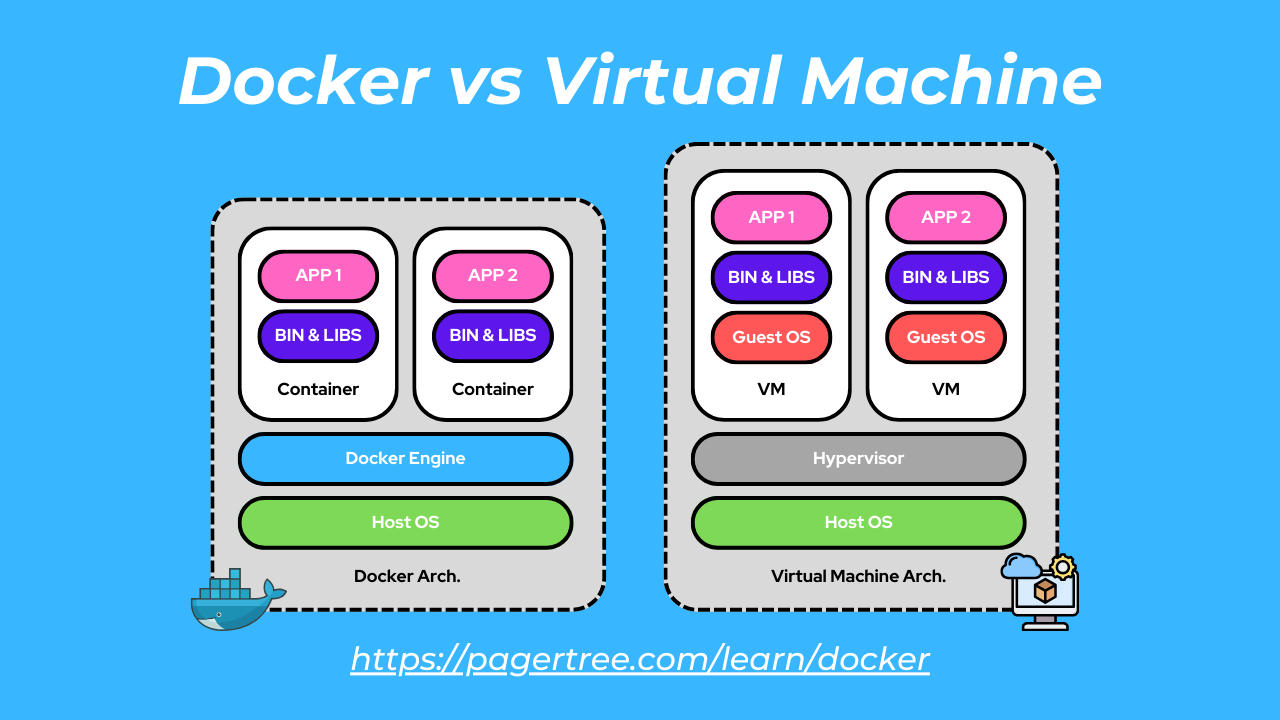 Docker vs Virtual Machine
APP 1
BIN & LIBS
Container
APP 2
BIN & LIBS
Container
Docker Engine
Host OS
Docker Arch.
APP 1
BIN & LIBS
Guest OS
VM
APP 2
BIN & LIBS
Guest OS
VM
Hypervisor
Host OS
Virtual Machine Arch.
https://pagertree.com/learn/docker